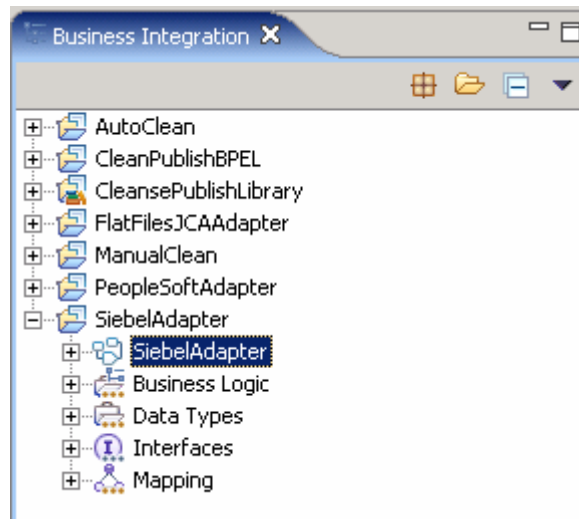 Business Integration
AutoClean
CleanPublishBPEL
CleansePublishLibrary
FlatFilesJCAAdapter
ManualClean
PeopleSoftAdapter
SiebelAdapter
SiebelAdapter
Business Logic
Data Types
Interfaces
Mapping